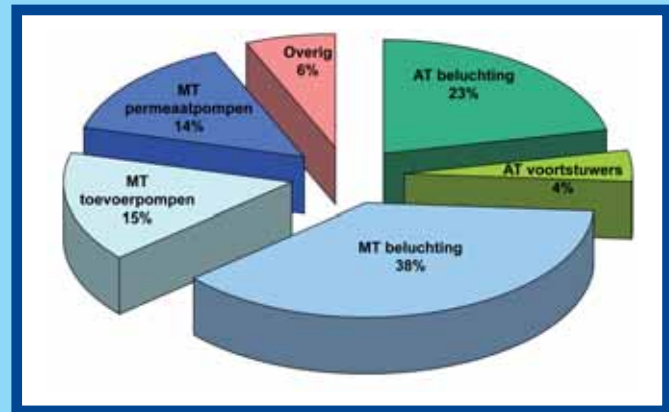 Overig
6%
AT beluchting
23%
AT voortstuwers
4%
MT beluchting
38%
MT
toevoerpompen
15%
MT
permeaatpompen
14%